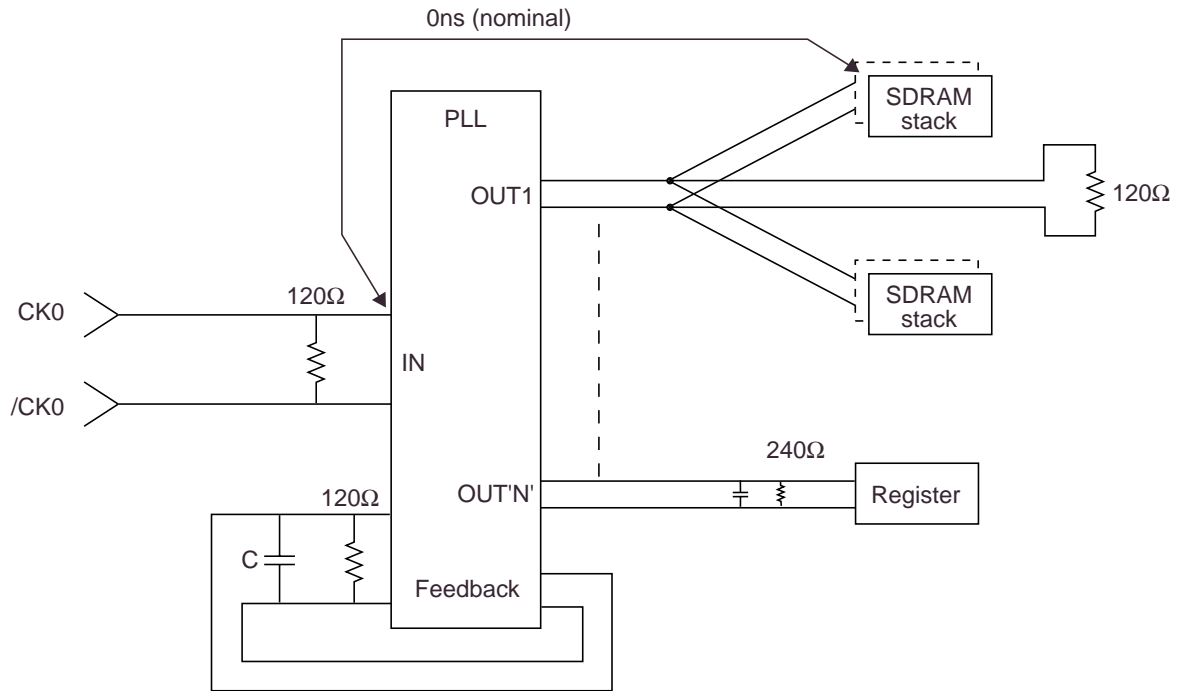 0ns (nominal)
PLL
SDRAM
stack
OUT1
120Ω
SDRAM
stack
120Ω
CK0
IN
/CK0
240Ω
120Ω
OUT'N'
Register
C
Feedback